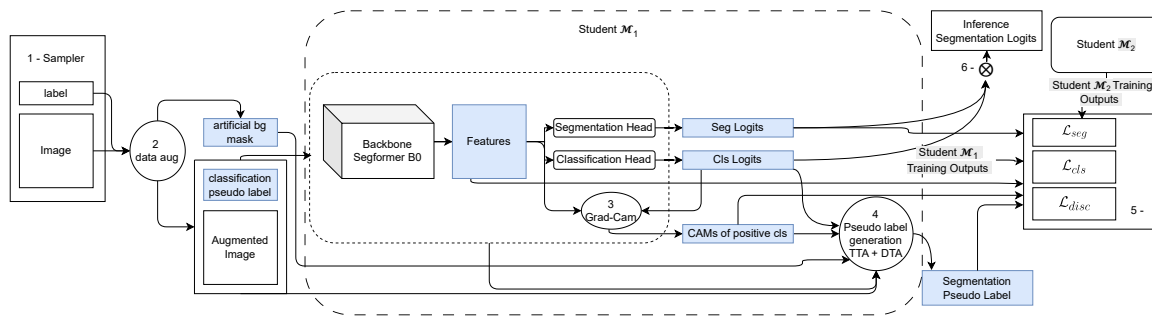 1 - Sampler
label
Image
2
data aug
artificial bg
mask
classification
pseudo label
Augmented
Image
Student 𝓜₁
Backbone
Segformer B0
Features
Segmentation Head
Classification Head
3
Grad-Cam
Seg Logits
Cls Logits
CAMs of positive cls
4
Pseudo label
generation
TTA + DTA
Segmentation
Pseudo Label
Inference
Segmentation Logits
6 -
Student 𝓜₂
Student 𝓜₂ Training
Outputs
Student 𝓜₁
Training Outputs
ℒseg
ℒcls
ℒdisc
5 -